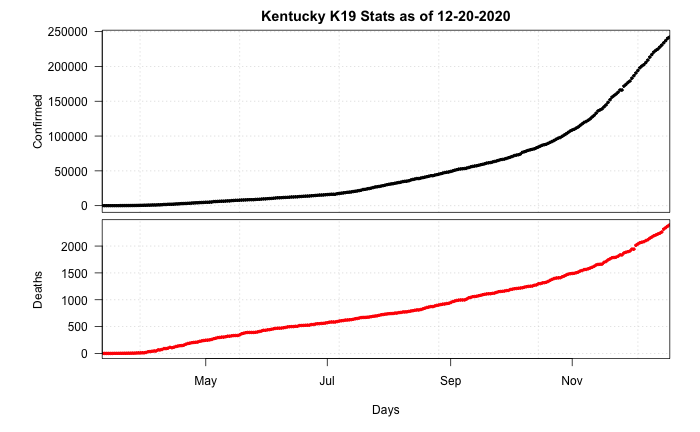 Kentucky K19 Stats as of 12-20-2020
Confirmed
250000
200000
150000
100000
50000
0
Deaths
2000
1500
1000
500
0
May Jul Sep Nov
Days